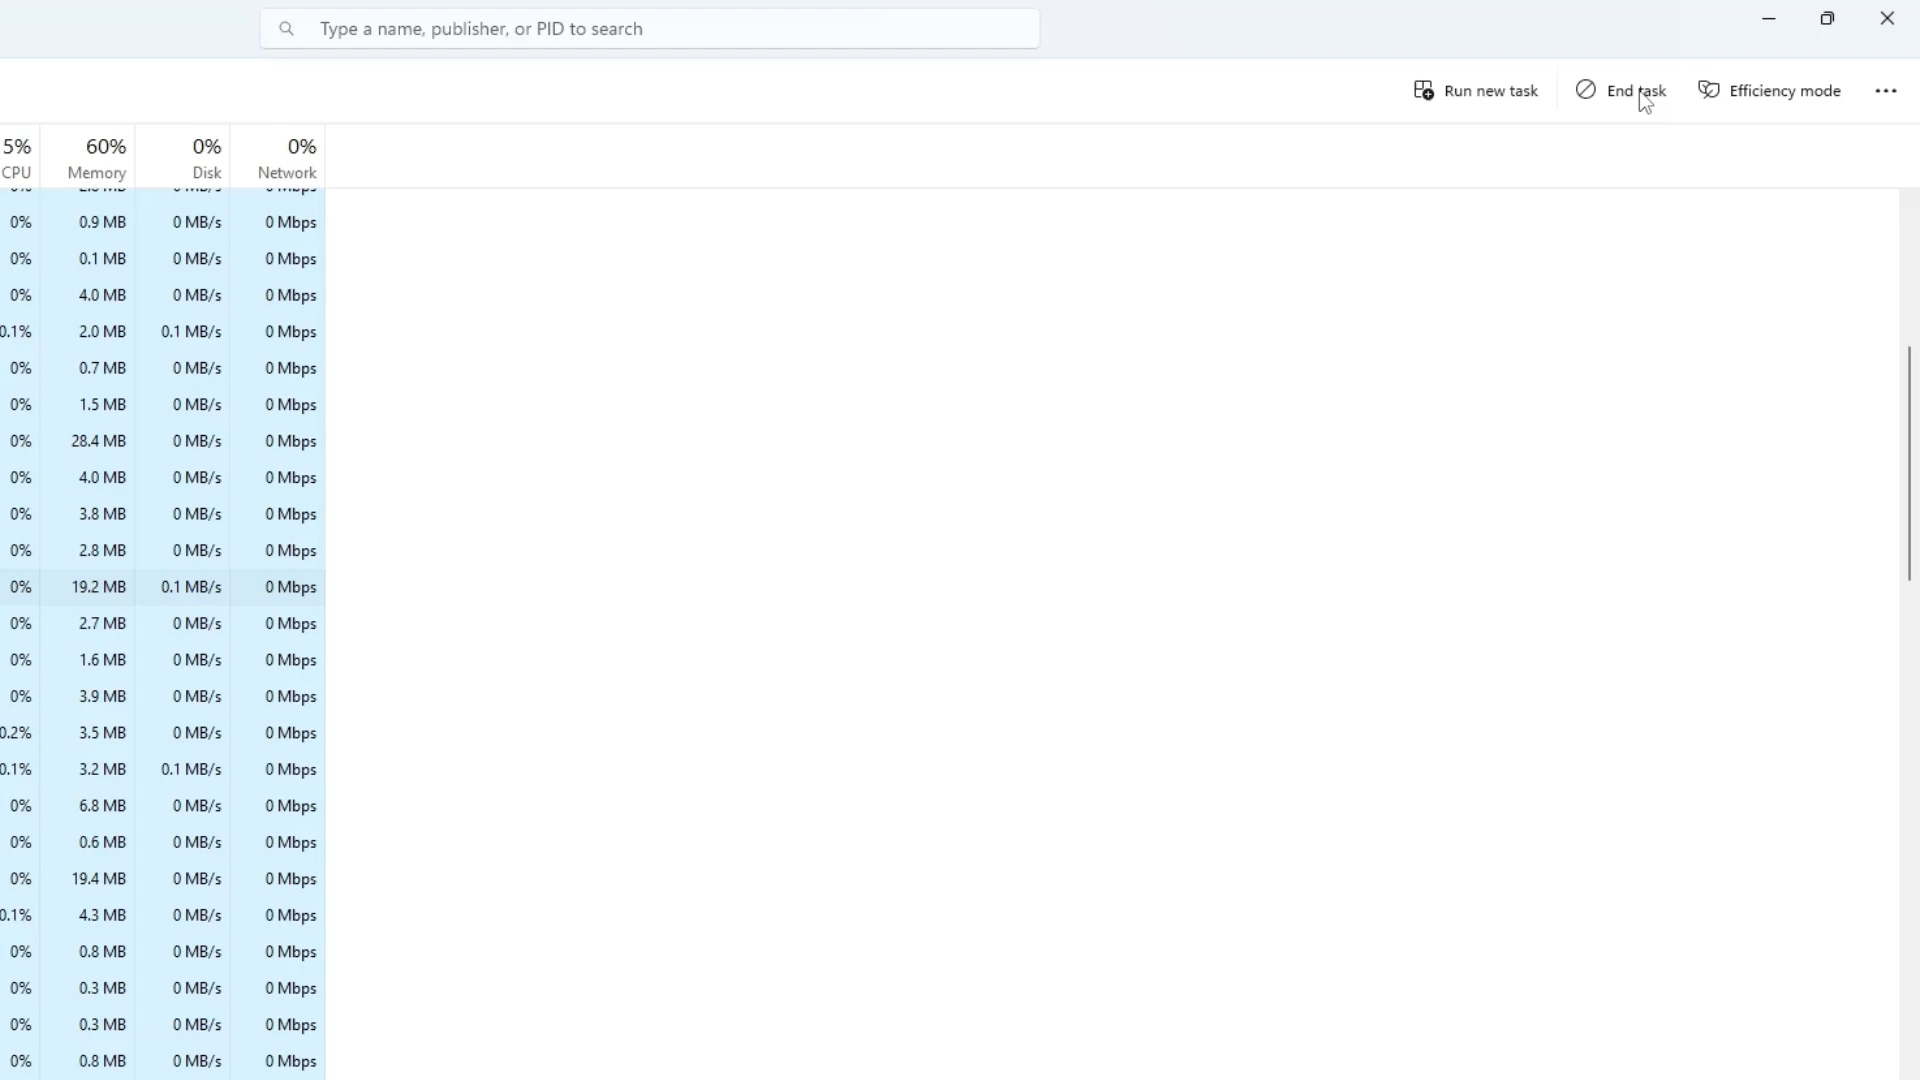 Type a name, publisher, or PID to search
Run new task End task Efficiency mode
5% 60% 0% 0%
CPU Memory Disk Network
0% 0.9 MB 0 MB/s 0 Mbps
0% 0.1 MB 0 MB/s 0 Mbps
0% 4.0 MB 0 MB/s 0 Mbps
0.1% 2.0 MB 0.1 MB/s 0 Mbps
0% 0.7 MB 0 MB/s 0 Mbps
0% 1.5 MB 0 MB/s 0 Mbps
0% 28.4 MB 0 MB/s 0 Mbps
0% 4.0 MB 0 MB/s 0 Mbps
0% 3.8 MB 0 MB/s 0 Mbps
0% 2.8 MB 0 MB/s 0 Mbps
0% 19.2 MB 0.1 MB/s 0 Mbps
0% 2.7 MB 0 MB/s 0 Mbps
0% 1.6 MB 0 MB/s 0 Mbps
0% 3.9 MB 0 MB/s 0 Mbps
0.2% 3.5 MB 0 MB/s 0 Mbps
0.1% 3.2 MB 0.1 MB/s 0 Mbps
0% 6.8 MB 0 MB/s 0 Mbps
0% 0.6 MB 0 MB/s 0 Mbps
0% 19.4 MB 0 MB/s 0 Mbps
0.1% 4.3 MB 0 MB/s 0 Mbps
0% 0.8 MB 0 MB/s 0 Mbps
0% 0.3 MB 0 MB/s 0 Mbps
0% 0.3 MB 0 MB/s 0 Mbps
0% 0.8 MB 0 MB/s 0 Mbps